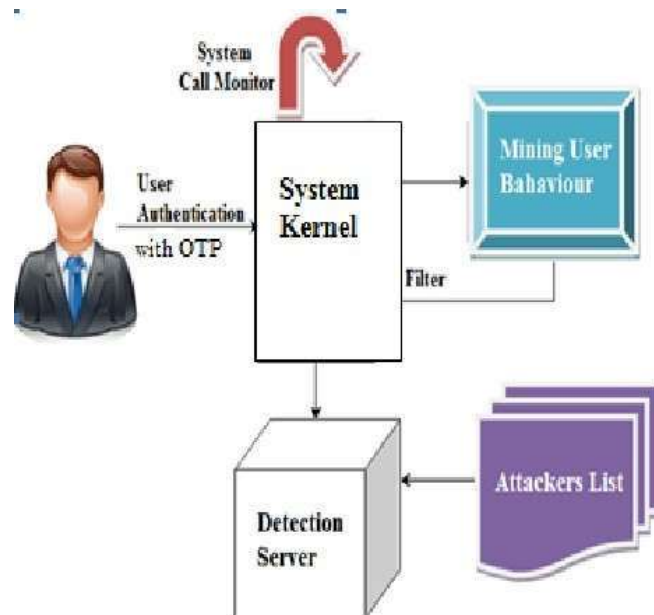 System
Call Monitor
User
Authentication
with OTP
System
Kernel
Mining User
Bahaviour
Filter
Attackers List
Detection
Server